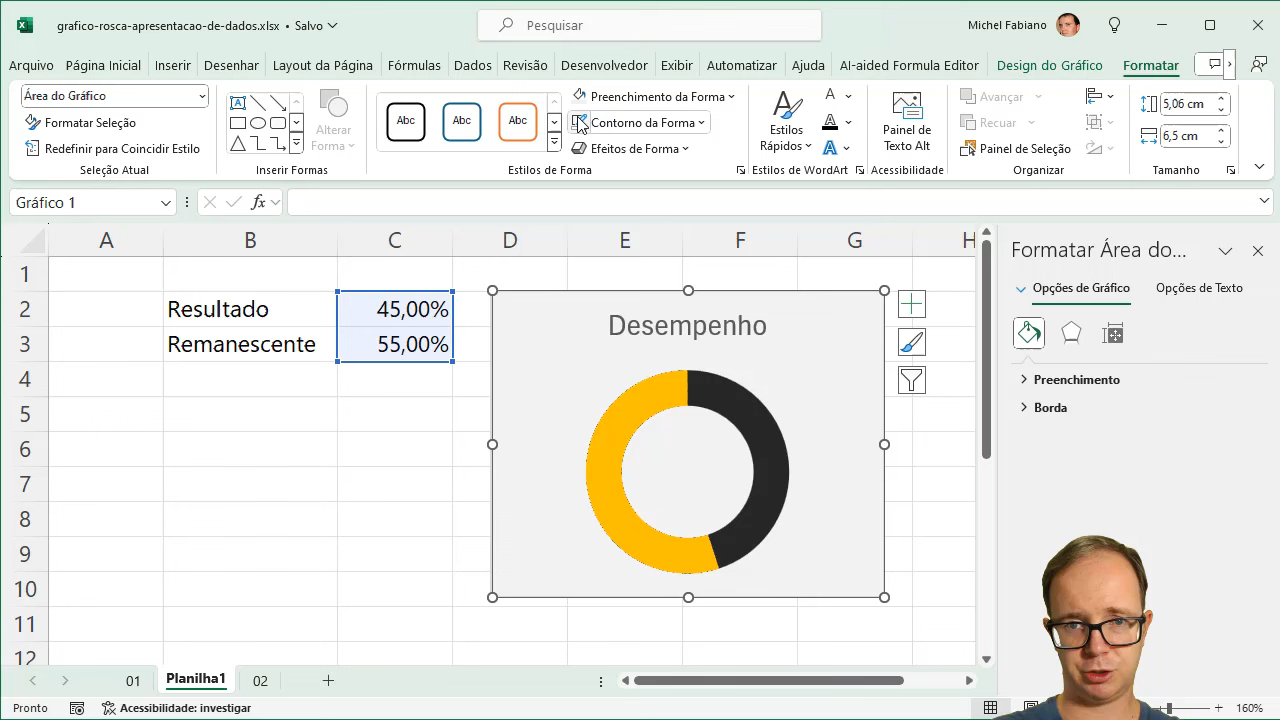 grafico-rosca-apresentacao-de-dados.xlsx • Salvo
Pesquisar
Michel Fabiano
Arquivo Página Inicial Inserir Desenhar Layout da Página Fórmulas Dados Revisão Desenvolvedor Exibir Automatizar Ajuda AI-aided Formula Editor Design do Gráfico Formatar
Área do Gráfico
Formatar Seleção
Redefinir para Coincidir Estilo
Seleção Atual
Alterar
Forma
Inserir Formas
Abc Abc Abc
Preenchimento da Forma
Contorno da Forma
Efeitos de Forma
Estilos de Forma
Estilos
Rápidos
A
A
A
Estilos de WordArt
Painel de
Texto Alt
Acessibilidade
Avançar
Recuar
Painel de Seleção
Organizar
5,06 cm
6,5 cm
Tamanho
Gráfico 1
fx
A B C D E F G H
1
2 Resultado 45,00%
3 Remanescente 55,00%
4
5
6
7
8
9
10
11
12
Desempenho
Formatar Área do...
Opções de Gráfico Opções de Texto
Preenchimento
Borda
01 Planilha1 02
Pronto
Acessibilidade: investigar
160%